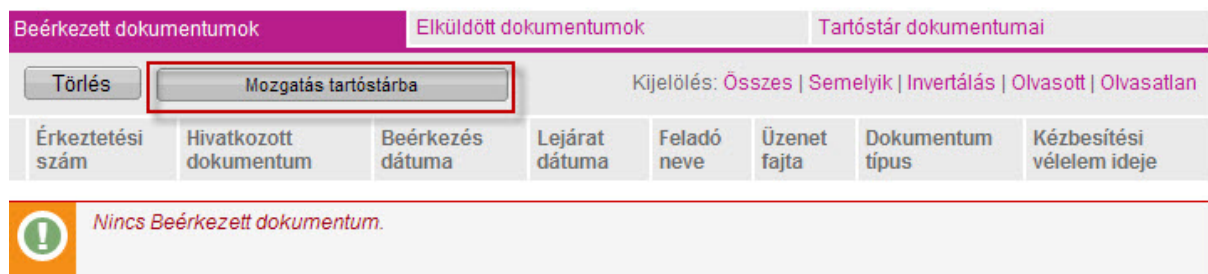 Beérkezett dokumentumok Elküldött dokumentumok Tartóstár dokumentumai
Törlés Mozgatás tartóstárba Kijelölés: Összes | Semelyik | Invertálás | Olvasott | Olvasatlan
Érkeztetési Hivatkozott Beérkezés Lejárat Feladó Üzenet Dokumentum Kézbesítési
szám dokumentum dátuma dátuma neve fajta típus vélelem ideje
Nincs Beérkezett dokumentum.